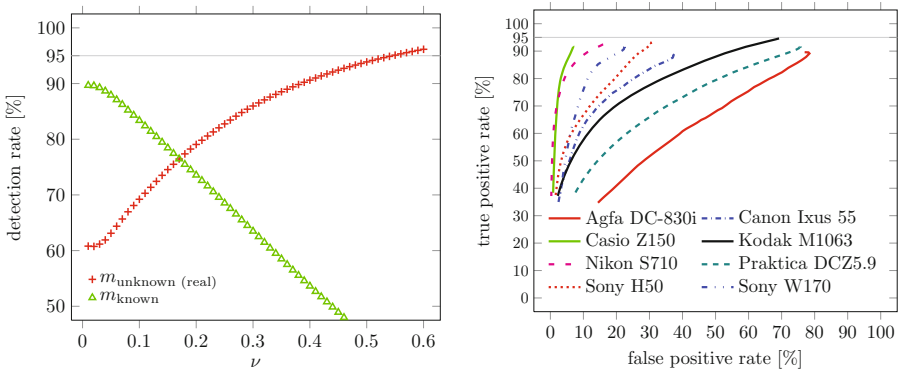 100
95
90
80
70
60
50
detection rate [%]
m unknown (real)
m known
0
0.1
0.2
0.3
0.4
0.5
0.6
ν
100
95
90
80
70
60
50
40
30
20
10
0
true positive rate [%]
Agfa DC-830i
Casio Z150
Nikon S710
Sony H50
Canon Ixus 55
Kodak M1063
Praktica DCZ5.9
Sony W170
0 10 20 30 40 50 60 70 80 90 100
false positive rate [%]